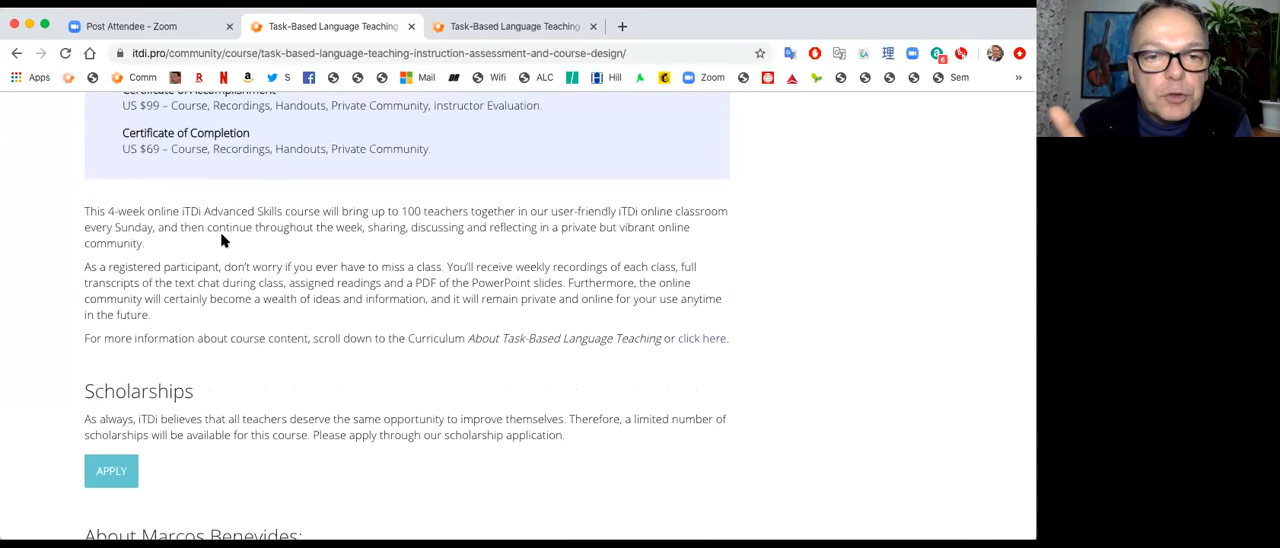 Post Attendee - Zoom
Task-Based Language Teaching
Task-Based Language Teaching
itdi.pro/community/course/task-based-language-teaching-instruction-assessment-and-course-design/
6
Apps
Comm
S
Mail
Wifi
ALC
Hill
Zoom
Sem
»
Certificate of Accomplishment
US $99 – Course, Recordings, Handouts, Private Community, Instructor Evaluation.
Certificate of Completion
US $69 – Course, Recordings, Handouts, Private Community.
This 4-week online iTDi Advanced Skills course will bring up to 100 teachers together in our user-friendly iTDi online classroom
every Sunday, and then continue throughout the week, sharing, discussing and reflecting in a private but vibrant online
community.
As a registered participant, don't worry if you ever have to miss a class. You'll receive weekly recordings of each class, full
transcripts of the text chat during class, assigned readings and a PDF of the PowerPoint slides. Furthermore, the online
community will certainly become a wealth of ideas and information, and it will remain private and online for your use anytime
in the future.
For more information about course content, scroll down to the Curriculum About Task-Based Language Teaching or click here.
Scholarships
As always, iTDi believes that all teachers deserve the same opportunity to improve themselves. Therefore, a limited number of
scholarships will be available for this course. Please apply through our scholarship application.
APPLY
About Marcos Benevides: